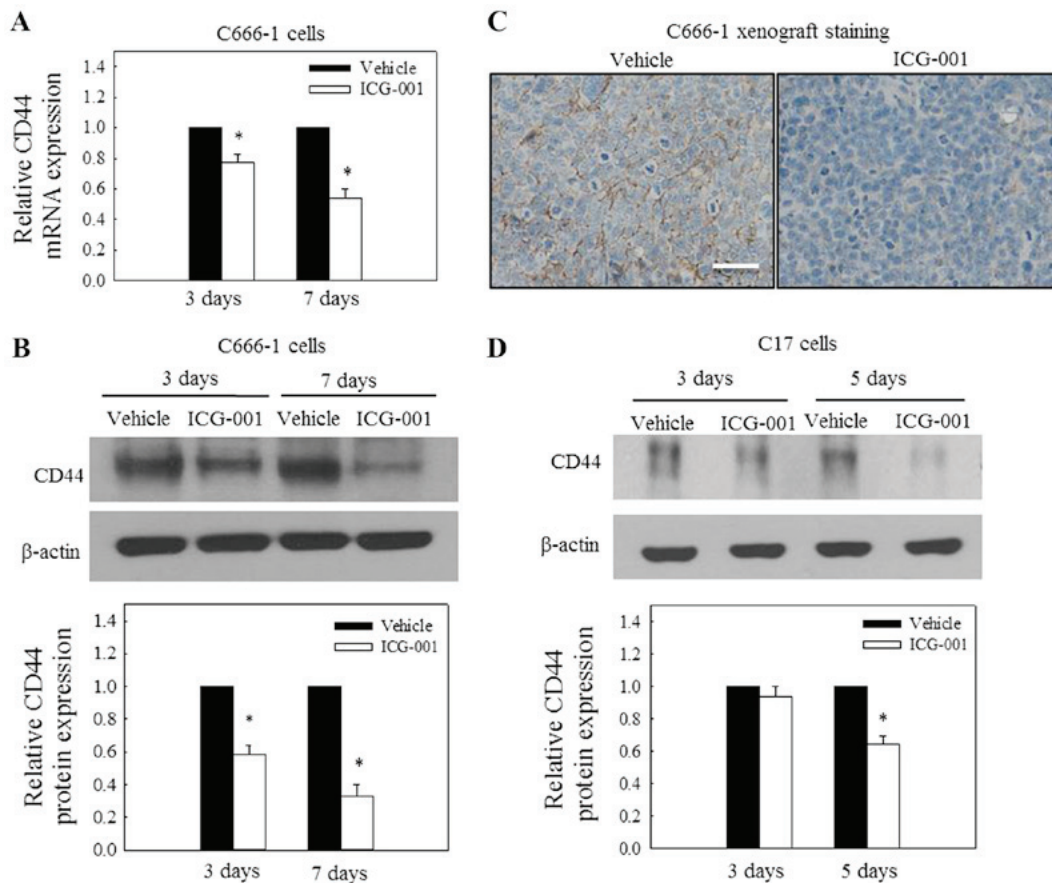 A
C666-1 cells
Relative CD44
mRNA expression
1.4
1.2
1.0
0.8
0.6
0.4
0.2
0.0
Vehicle
ICG-001
*
*
3 days
7 days
C
C666-1 xenograft staining
Vehicle
ICG-001
B
C666-1 cells
3 days
7 days
Vehicle
ICG-001
Vehicle
ICG-001
CD44
β-actin
Relative CD44
protein expression
1.4
1.2
1.0
0.8
0.6
0.4
0.2
0.0
Vehicle
ICG-001
*
*
3 days
7 days
D
C17 cells
3 days
5 days
Vehicle
ICG-001
Vehicle
ICG-001
CD44
β-actin
Relative CD44
protein expression
1.4
1.2
1.0
0.8
0.6
0.4
0.2
0.0
Vehicle
ICG-001
*
3 days
5 days